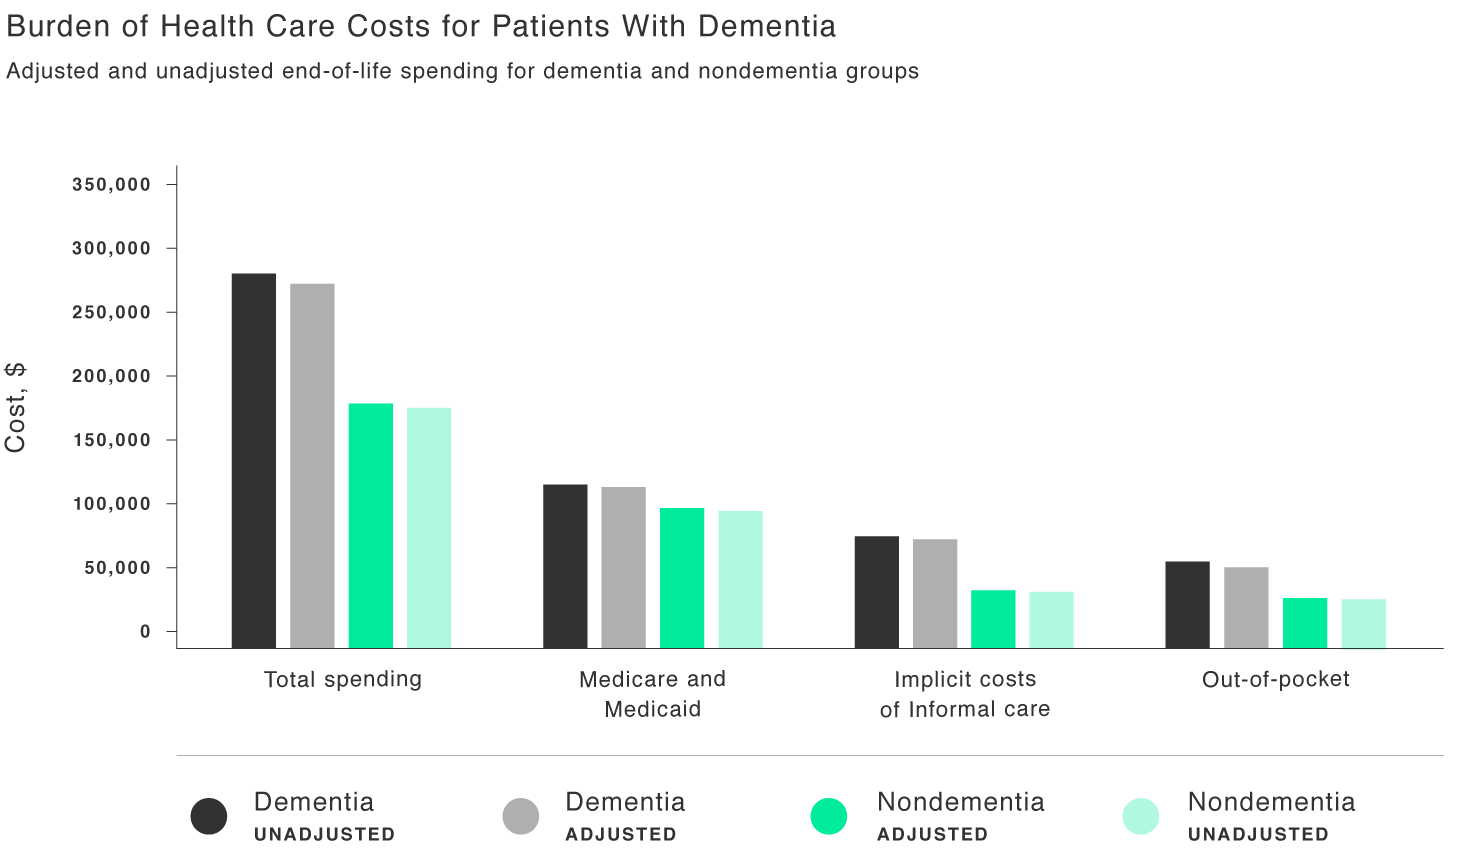 Burden of Health Care Costs for Patients With Dementia
Adjusted and unadjusted end-of-life spending for dementia and nondementia groups
Cost, $
350,000
300,000
250,000
200,000
150,000
100,000
50,000
0
Total spending
Medicare and
Medicaid
Implicit costs
of Informal care
Out-of-pocket
Dementia
UNADJUSTED
Dementia
ADJUSTED
Nondementia
ADJUSTED
Nondementia
UNADJUSTED